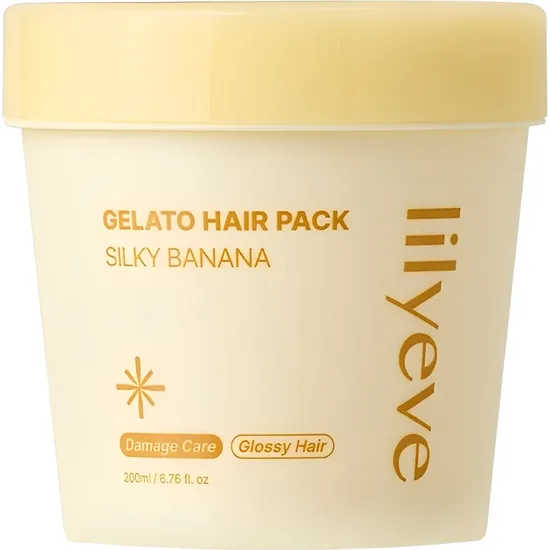 GELATO HAIR PACK
SILKY BANANA
lilyeve
Damage Care
Glossy Hair
200ml / 6.76 fl. oz